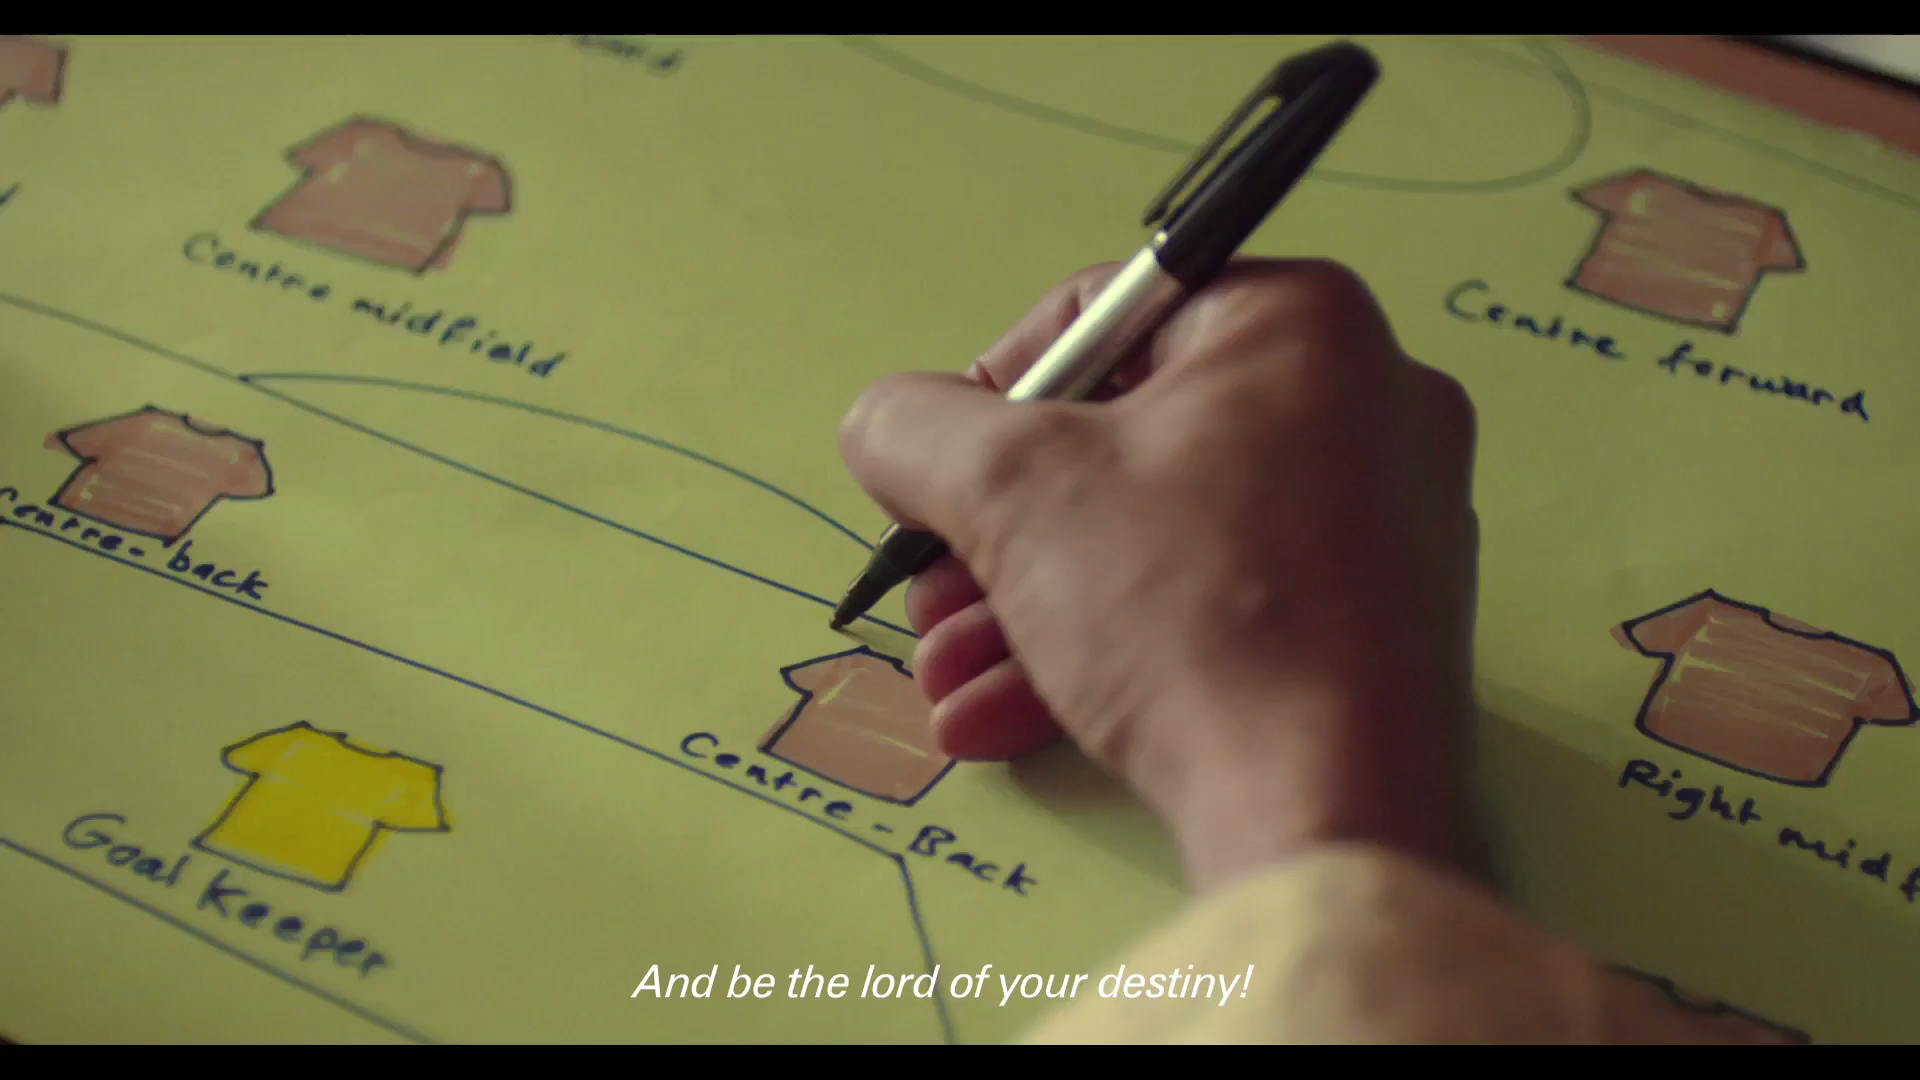 Centre midfield
Centre forward
Centre-back
Centre-Back
Right midf
Goal Keeper
And be the lord of your destiny!